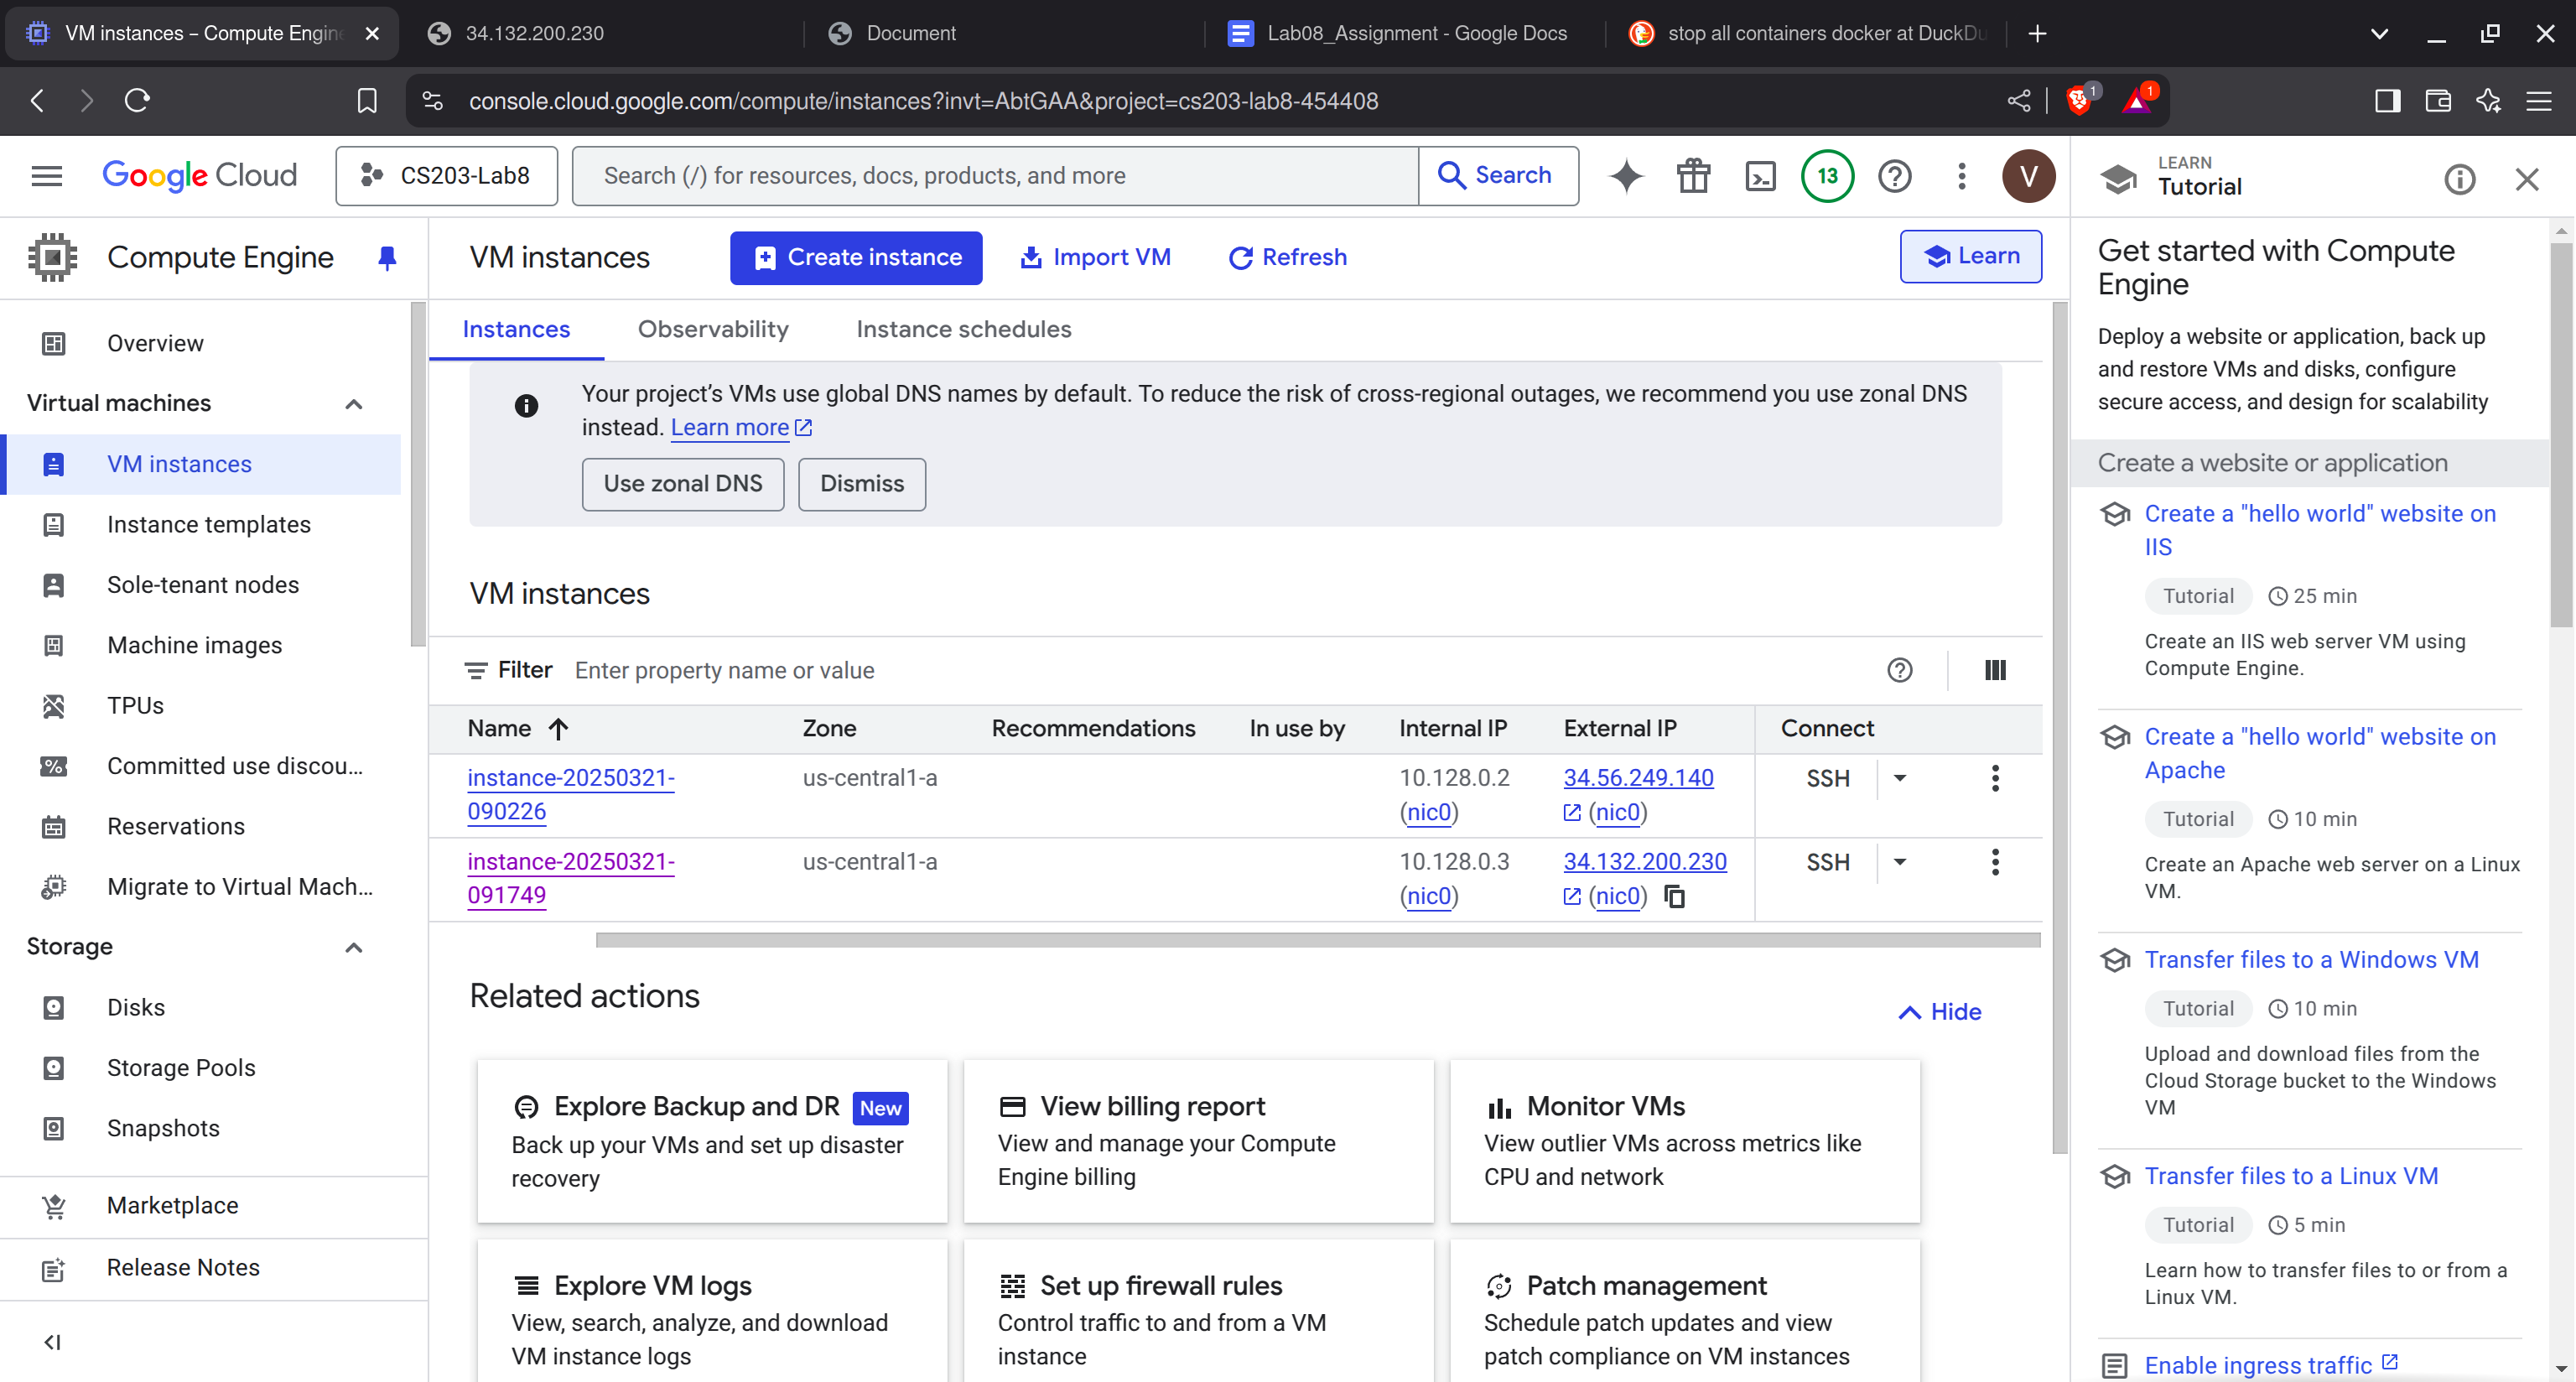 VM instances – Compute Engine
34.132.200.230
Document
Lab08_Assignment - Google Docs
stop all containers docker at DuckDu
console.cloud.google.com/compute/instances?invt=AbtGAA&project=cs203-lab8-454408
1
1
Google Cloud
CS203-Lab8
Search (/) for resources, docs, products, and more
Search
13
V
LEARN
Tutorial
Compute Engine
VM instances
Create instance
Import VM
Refresh
Learn
Overview
Virtual machines
VM instances
Instance templates
Sole-tenant nodes
Machine images
TPUs
Committed use discou...
Reservations
Migrate to Virtual Mach...
Storage
Disks
Storage Pools
Snapshots
Marketplace
Release Notes
Instances
Observability
Instance schedules
Your project's VMs use global DNS names by default. To reduce the risk of cross-regional outages, we recommend you use zonal DNS
instead. Learn more
Use zonal DNS
Dismiss
VM instances
Filter
Enter property name or value
Name
Zone
Recommendations
In use by
Internal IP
External IP
Connect
instance-20250321-
090226
us-central1-a
10.128.0.2
(nic0)
34.56.249.140
(nic0)
SSH
instance-20250321-
091749
us-central1-a
10.128.0.3
(nic0)
34.132.200.230
(nic0)
SSH
Related actions
Hide
Explore Backup and DR
New
Back up your VMs and set up disaster
recovery
View billing report
View and manage your Compute
Engine billing
Monitor VMs
View outlier VMs across metrics like
CPU and network
Explore VM logs
View, search, analyze, and download
VM instance logs
Set up firewall rules
Control traffic to and from a VM
instance
Patch management
Schedule patch updates and view
patch compliance on VM instances
Get started with Compute
Engine
Deploy a website or application, back up
and restore VMs and disks, configure
secure access, and design for scalability
Create a website or application
Create a "hello world" website on
IIS
Tutorial
25 min
Create an IIS web server VM using
Compute Engine.
Create a "hello world" website on
Apache
Tutorial
10 min
Create an Apache web server on a Linux
VM.
Transfer files to a Windows VM
Tutorial
10 min
Upload and download files from the
Cloud Storage bucket to the Windows
VM
Transfer files to a Linux VM
Tutorial
5 min
Learn how to transfer files to or from a
Linux VM.
Enable ingress traffic